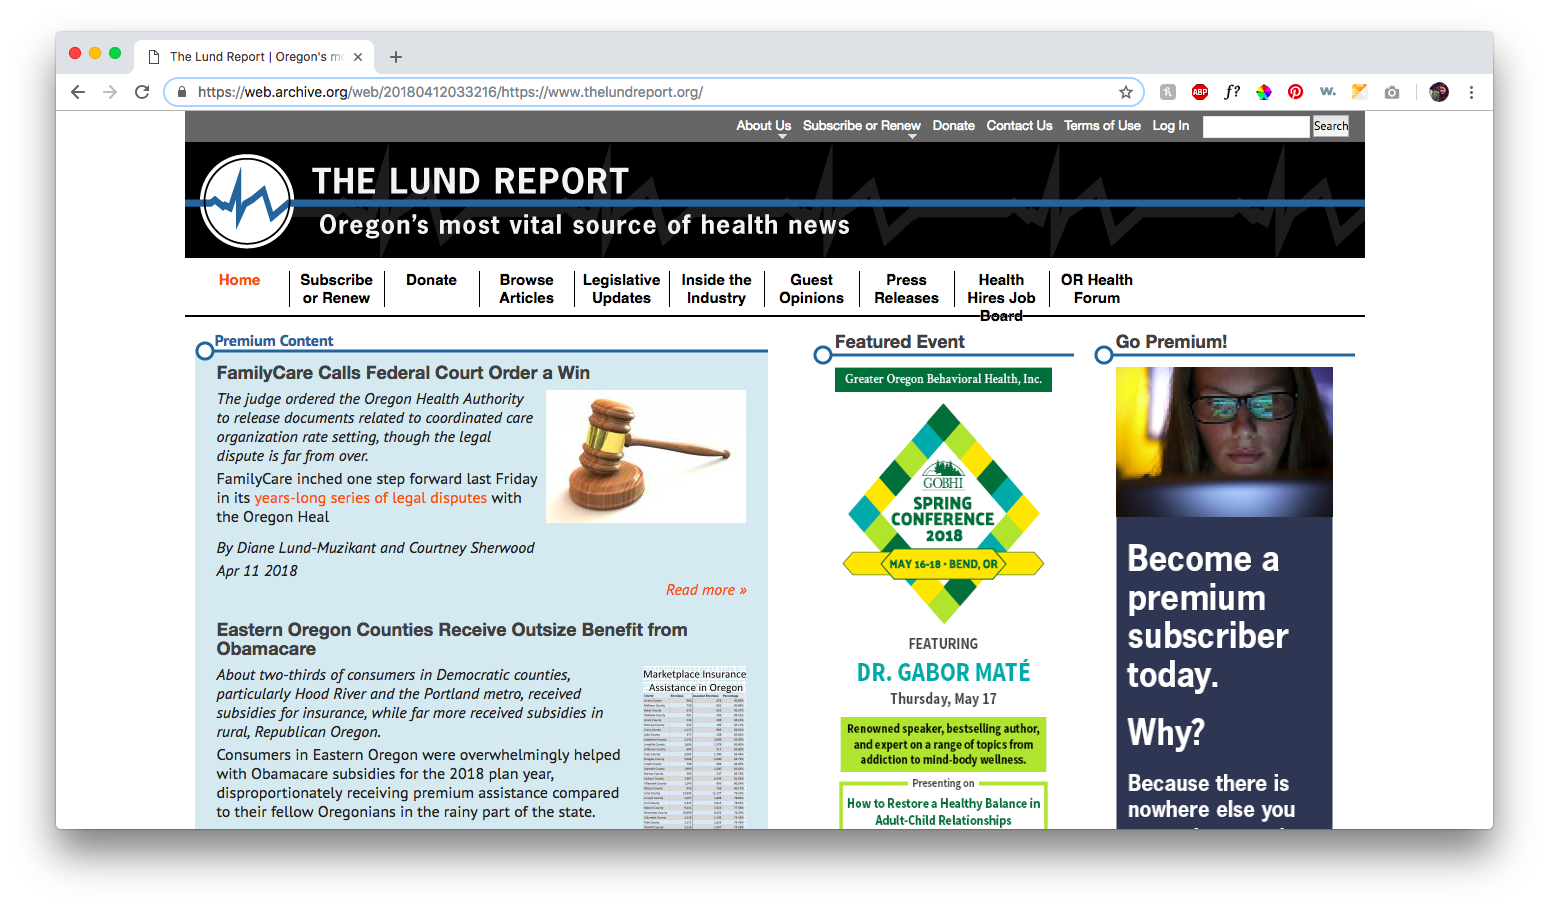 The Lund Report | Oregon's mo
https://web.archive.org/web/20180412033216/https://www.thelundreport.org/
ABP
f?
w.
About Us Subscribe or Renew Donate Contact Us Terms of Use Log In Search
THE LUND REPORT
Oregon's most vital source of health news
Home
Subscribe
or Renew
Donate
Browse
Articles
Legislative
Updates
Inside the
Industry
Guest
Opinions
Press
Releases
Health
Hires Job
Board
OR Health
Forum
Premium Content
FamilyCare Calls Federal Court Order a Win
The judge ordered the Oregon Health Authority
to release documents related to coordinated care
organization rate setting, though the legal
dispute is far from over.
FamilyCare inched one step forward last Friday
in its years-long series of legal disputes with
the Oregon Heal
By Diane Lund-Muzikant and Courtney Sherwood
Apr 11 2018
Read more »
Eastern Oregon Counties Receive Outsize Benefit from
Obamacare
About two-thirds of consumers in Democratic counties,
particularly Hood River and the Portland metro, received
subsidies for insurance, while far more received subsidies in
rural, Republican Oregon.
Consumers in Eastern Oregon were overwhelmingly helped
with Obamacare subsidies for the 2018 plan year,
disproportionately receiving premium assistance compared
to their fellow Oregonians in the rainy part of the state.
Marketplace Insurance
Assistance in Oregon
Featured Event
Greater Oregon Behavioral Health, Inc.
GOBHI
SPRING
CONFERENCE
2018
MAY 16-18 • BEND, OR
FEATURING
DR. GABOR MATÉ
Thursday, May 17
Renowned speaker, bestselling author,
and expert on a range of topics from
addiction to mind-body wellness.
Presenting on
How to Restore a Healthy Balance in
Adult-Child Relationships
Go Premium!
Become a
premium
subscriber
today.
Why?
Because there is
nowhere else you